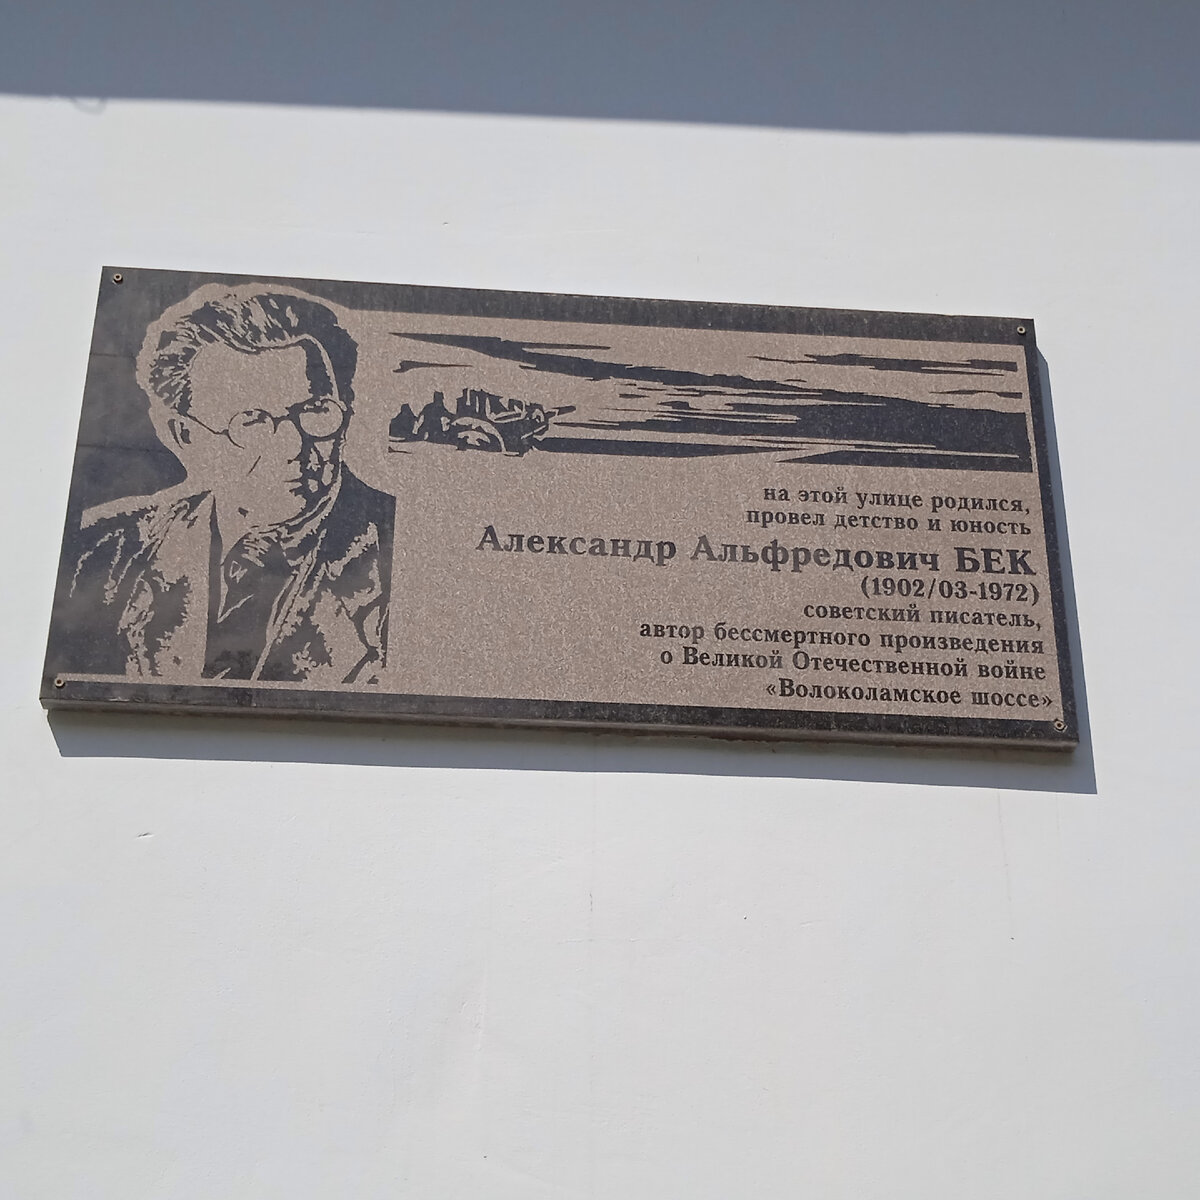 на этой улице родился,
провел детство и юность
Александр Альфредович БЕК
(1902/03-1972)
советский писатель,
автор бессмертного произведения
о Великой Отечественной войне
«Волоколамское шоссе»